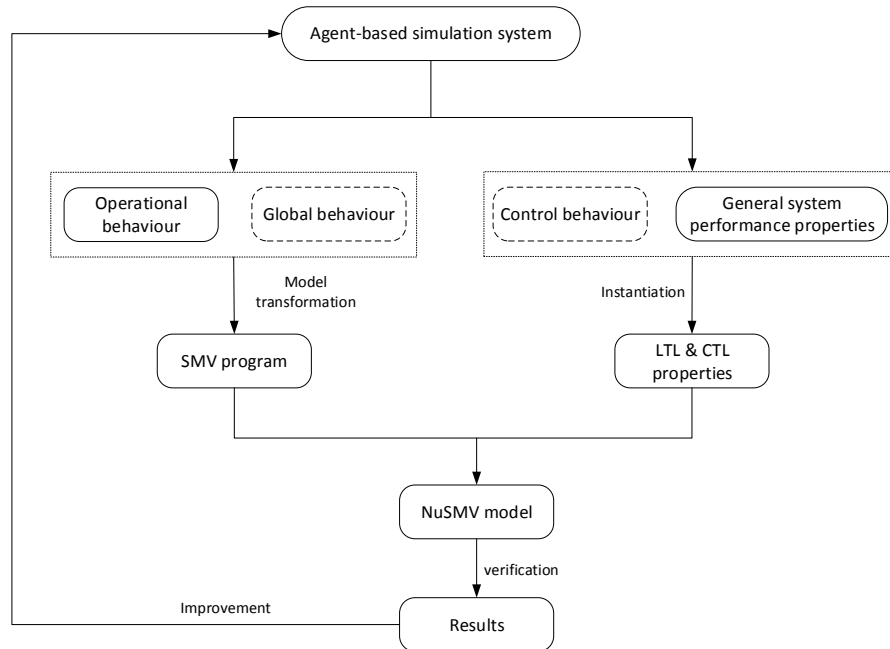 Agent-based simulation system
Operational
behaviour
Global behaviour
Control behaviour
General system
performance properties
Model
transformation
Instantiation
SMV program
LTL & CTL
properties
NuSMV model
verification
Improvement
Results